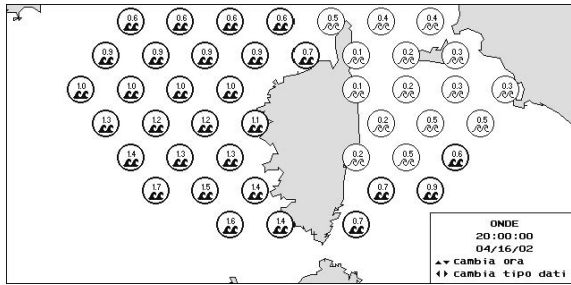 0.6 0.6 0.6 0.6 0.5 0.4 0.4
0.9 0.9 0.9 0.9 0.7 0.1 0.2 0.3
1.0 1.0 1.0 1.0 0.1 0.2 0.3 0.3
1.3 1.2 1.2 1.1 0.2 0.5 0.5
1.4 1.3 1.3 0.2 0.5 0.6
1.7 1.5 1.4 0.7 0.9
1.6 1.4 0.7
ONDE
20:00:00
04/16/02
▲▼ cambia ora
◄► cambia tipo dati